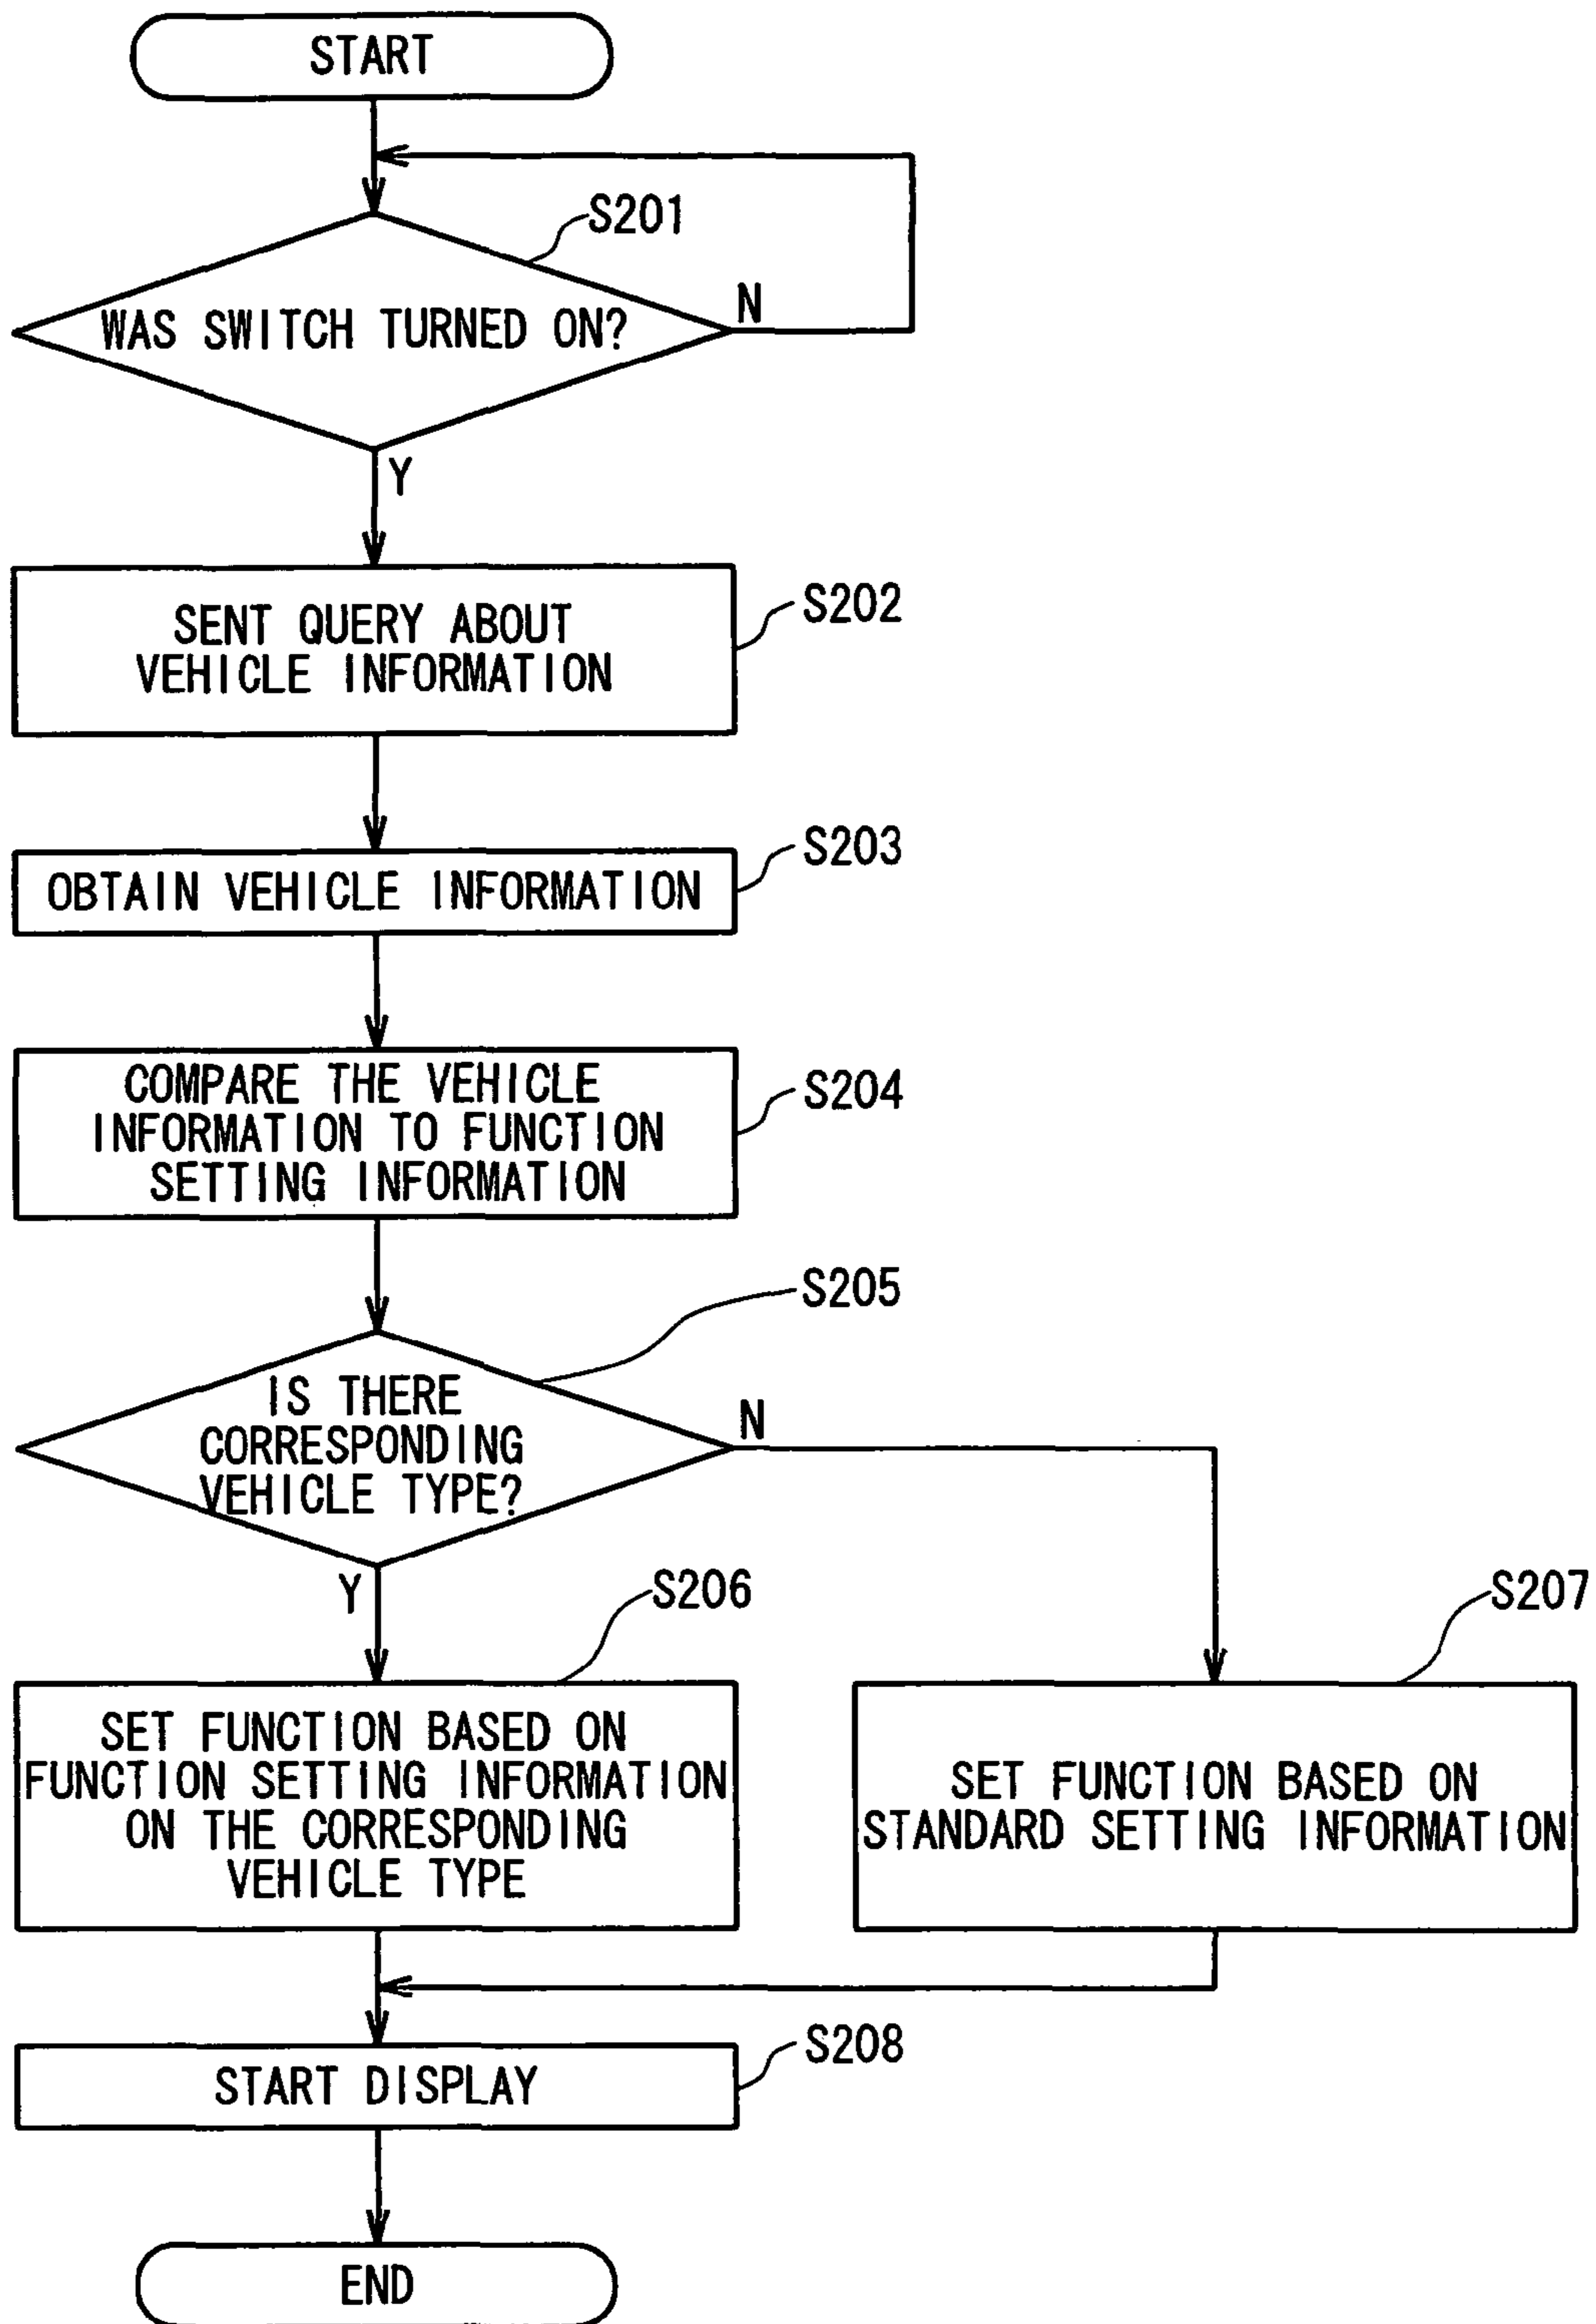 START
S201
WAS SWITCH TURNED ON?
N
Y
SENT QUERY ABOUT
VEHICLE INFORMATION
S202
OBTAIN VEHICLE INFORMATION
S203
COMPARE THE VEHICLE
INFORMATION TO FUNCTION
SETTING INFORMATION
S204
S205
IS THERE
CORRESPONDING
VEHICLE TYPE?
N
Y
S206
SET FUNCTION BASED ON
FUNCTION SETTING INFORMATION
ON THE CORRESPONDING
VEHICLE TYPE
S207
SET FUNCTION BASED ON
STANDARD SETTING INFORMATION
START DISPLAY
S208
END